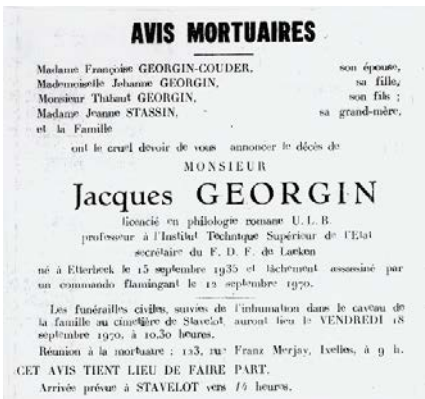 AVIS MORTUAIRES
Madame Françoise GEORGIN-COUDER, son épouse,
Mademoiselle Johanne GEORGIN, sa fille,
Monsieur Thibaut GEORGIN, son fils ;
Madame Jeanne STASSIN, sa grand-mère,
et la Famille
ont le cruel devoir de vous annoncer le décès de
MONSIEUR
Jacques GEORGIN
licencié en philologie romane U. L. B.
professeur à l'Institut Technique Supérieur de l'Etat
secrétaire du F. D. F. de Laeken
né à Etterbeek le 15 septembre 1935 et lâchement assassiné par
un commando flamingant le 12 septembre 1970.
Les funérailles civiles, suivies de l'inhumation dans le caveau de
la famille au cimetière de Stavelot, auront lieu le VENDREDI 18
septembre 1970, à 10.30 heures.
Réunion à la mortuaire : 123, rue Franz Merjay, Ixelles, à 9 h.
CET AVIS TIENT LIEU DE FAIRE PART.
Arrivée prévue à STAVELOT vers 14 heures.